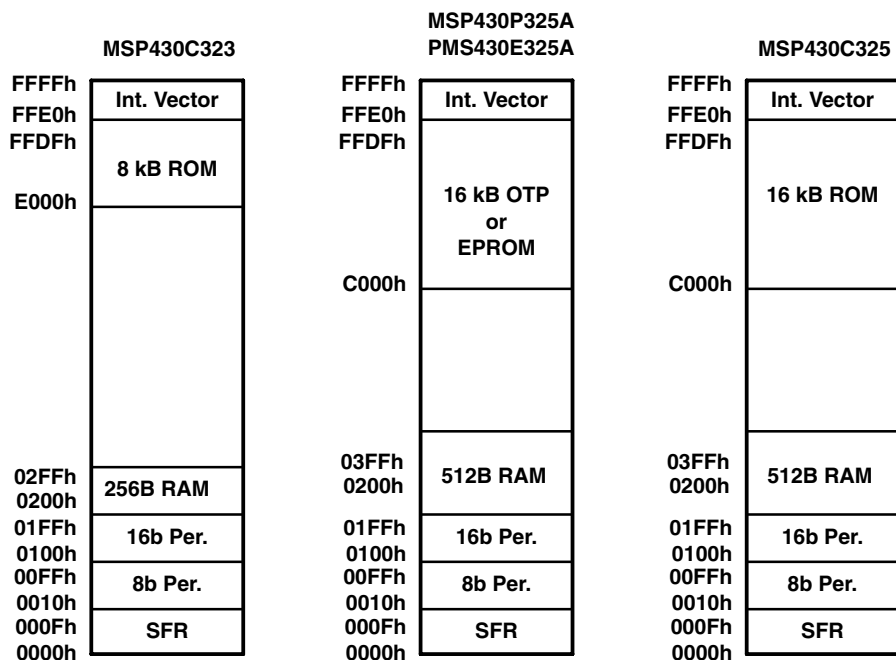 MSP430C323
FFFFh
Int. Vector
FFE0h
FFDFh
8 kB ROM
E000h
02FFh
256B RAM
0200h
01FFh
16b Per.
0100h
00FFh
8b Per.
0010h
000Fh
SFR
0000h
MSP430P325A
PMS430E325A
FFFFh
Int. Vector
FFE0h
FFDFh
16 kB OTP
or
EPROM
C000h
03FFh
512B RAM
0200h
01FFh
16b Per.
0100h
00FFh
8b Per.
0010h
000Fh
SFR
0000h
MSP430C325
FFFFh
Int. Vector
FFE0h
FFDFh
16 kB ROM
C000h
03FFh
512B RAM
0200h
01FFh
16b Per.
0100h
00FFh
8b Per.
0010h
000Fh
SFR
0000h